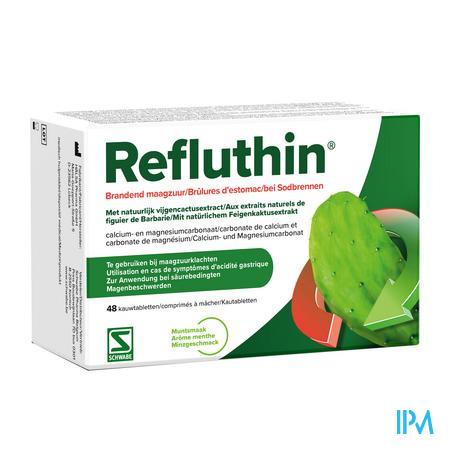 Refluthin®
Brandend maagzuur/Brûlures d'estomac/bei Sodbrennen
Met natuurlijk vijgencactusextract/Aux extraits naturels de
figuier de Barbarie/Mit natürlichem Feigenkaktusextrakt
calcium- en magnesiumcarbonaat/carbonate de calcium et
carbonate de magnésium/Calcium- und Magnesiumcarbonat
Te gebruiken bij maagzuurklachten
Utilisation en cas de symptômes d'acidité gastrique
Zur Anwendung bei säurebedingten
Magenbeschwerden
48 kauwtabletten/comprimés à mâcher/Kautabletten
Muntsmaak
Arôme menthe
Minzgeschmack
SCHWABE
LOT
IPM